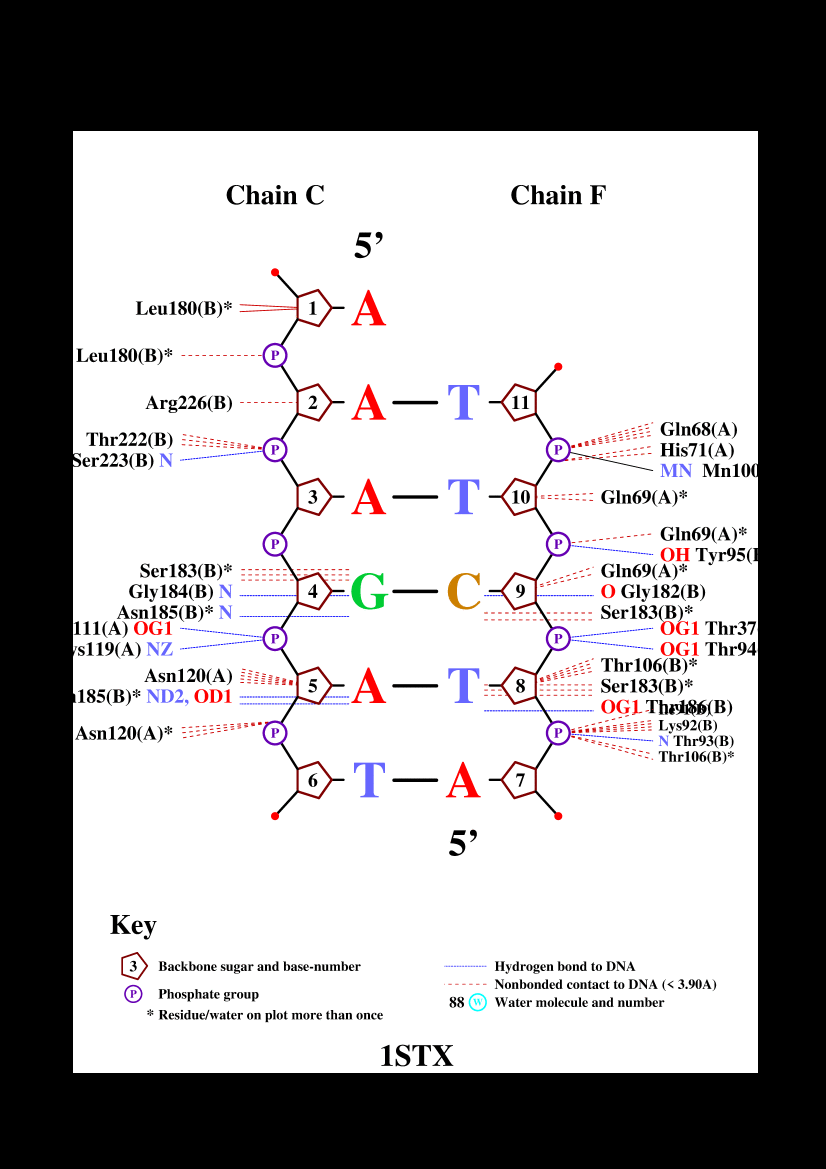 Chain C Chain F
5’
Leu180(B)* 1 A
Leu180(B)* P
Arg226(B) 2 A T 11
Thr222(B) P P Gln68(A)
Ser223(B) N His71(A)
MN Mn100
3 A T 10 Gln69(A)*
P P Gln69(A)*
OH Tyr95(
Ser183(B)* Gln69(A)*
Gly184(B) N 4 G C 9 O Gly182(B)
Asn185(B)* N Ser183(B)*
111(A) OG1 P P OG1 Thr37
ys119(A) NZ OG1 Thr94
Asn120(A) Thr106(B)*
185(B)* ND2, OD1 5 A T 8 Ser183(B)*
OG1 Thr186(B)
Asn120(A)* P P Lys92(B)
N Thr93(B)
Thr106(B)*
6 T A 7
5’
Key
3 Backbone sugar and base-number
P Phosphate group
* Residue/water on plot more than once
Hydrogen bond to DNA
Nonbonded contact to DNA (< 3.90A)
88 W Water molecule and number
1STX